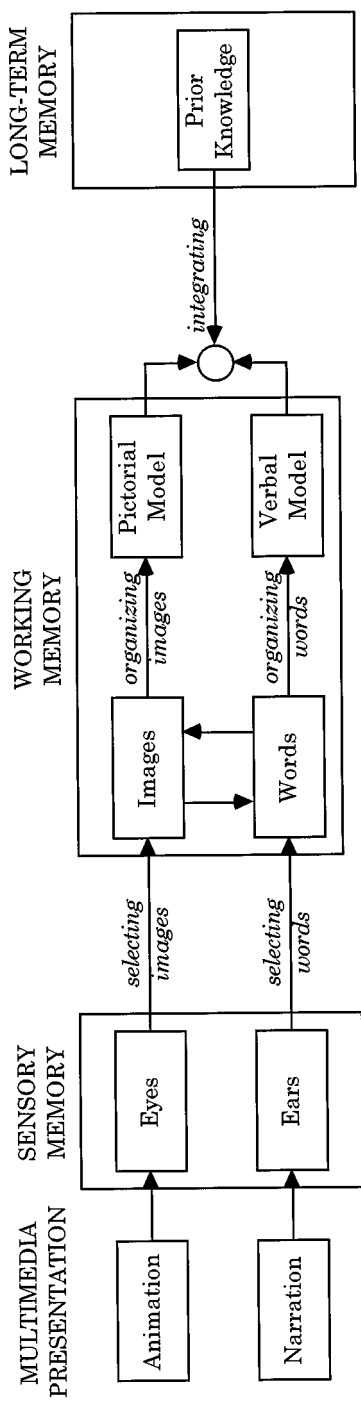 MULTIMEDIA
PRESENTATION
SENSORY
MEMORY
WORKING
MEMORY
LONG-TERM
MEMORY
Animation
Eyes
selecting
images
Images
organizing
images
Pictorial
Model
integrating
Prior
Knowledge
Narration
Ears
selecting
words
Words
organizing
words
Verbal
Model